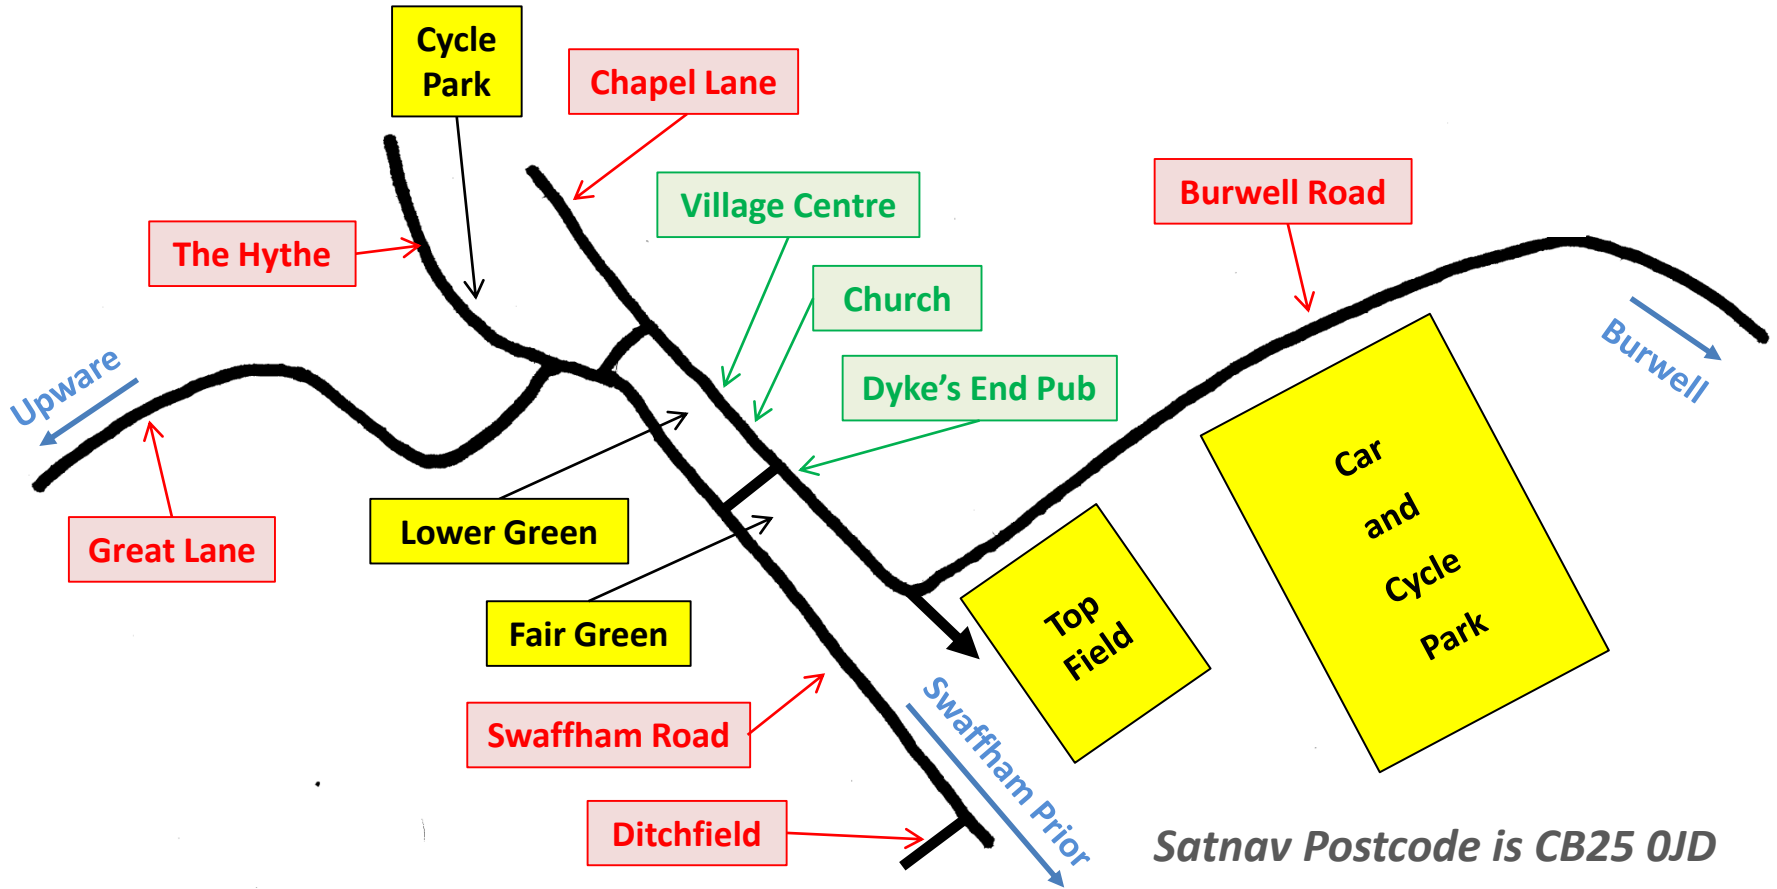 Cycle
Park
Chapel Lane
Village Centre
Burwell Road
The Hythe
Church
Burwell
Upware
Dyke’s End Pub
Car
and
Cycle
Park
Lower Green
Great Lane
Top
Field
Fair Green
Swaffham Road
Swaffham Prior
Ditchfield
Satnav Postcode is CB25 0JD